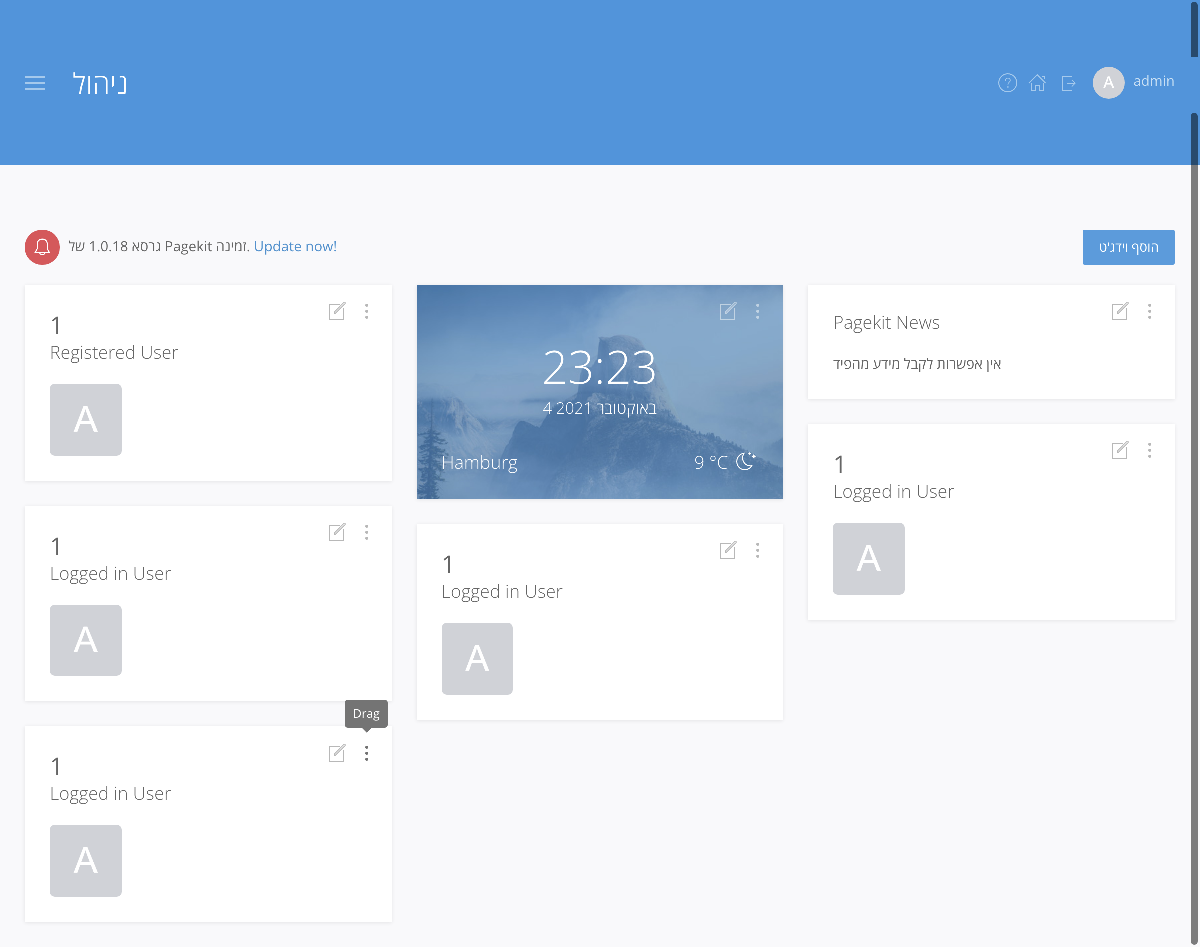 ניהול
A admin
גרסא 1.0.18 של Pagekit זמינה. Update now!
הוסף וידג'ט
1
Registered User
A
23:23
4 באוקטובר 2021
Hamburg
9 °C
Pagekit News
אין אפשרות לקבל מידע מהפיד
1
Logged in User
A
1
Logged in User
A
1
Logged in User
A
Drag
1
Logged in User
A